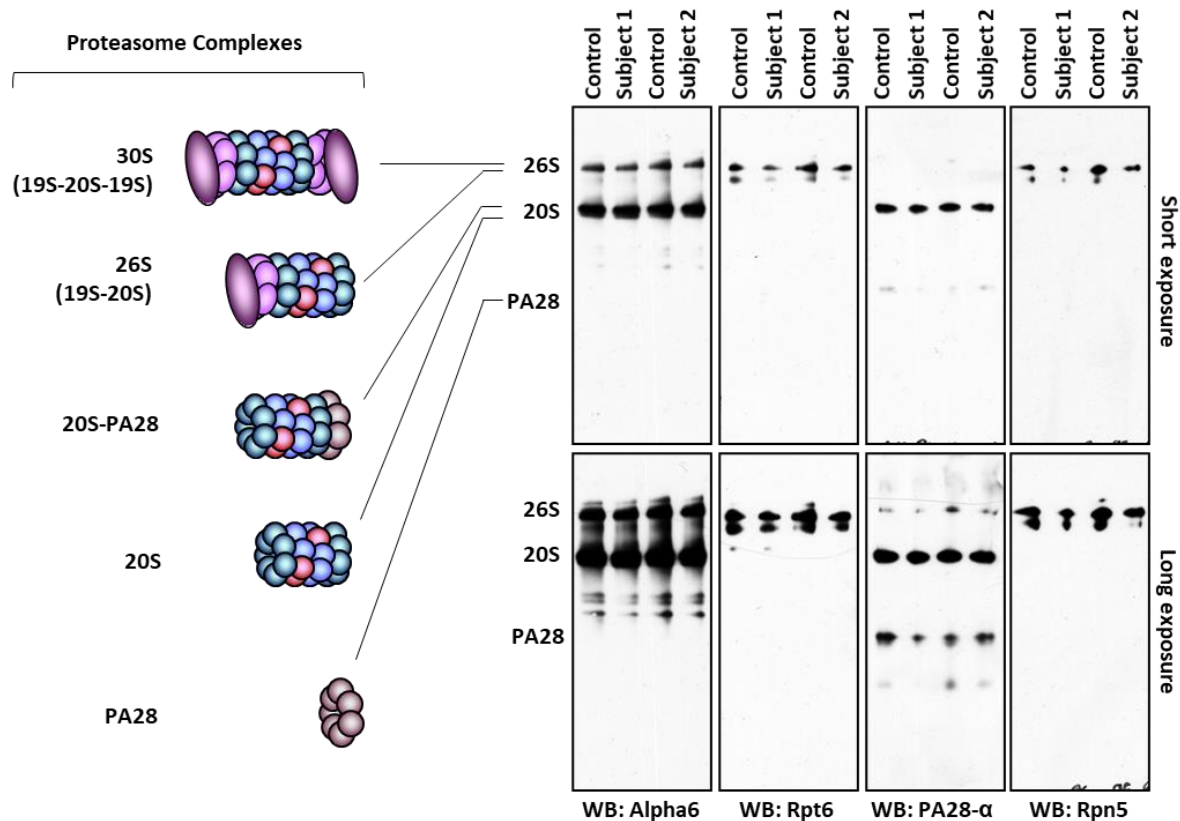 Proteasome Complexes
30S
(19S-20S-19S)
26S
(19S-20S)
20S-PA28
20S
PA28
Control
Subject 1
Control
Subject 2
Control
Subject 1
Control
Subject 2
Control
Subject 1
Control
Subject 2
Control
Subject 1
Control
Subject 2
26S
20S
PA28
Short exposure
26S
20S
PA28
Long exposure
WB: Alpha6
WB: Rpt6
WB: PA28-α
WB: Rpn5